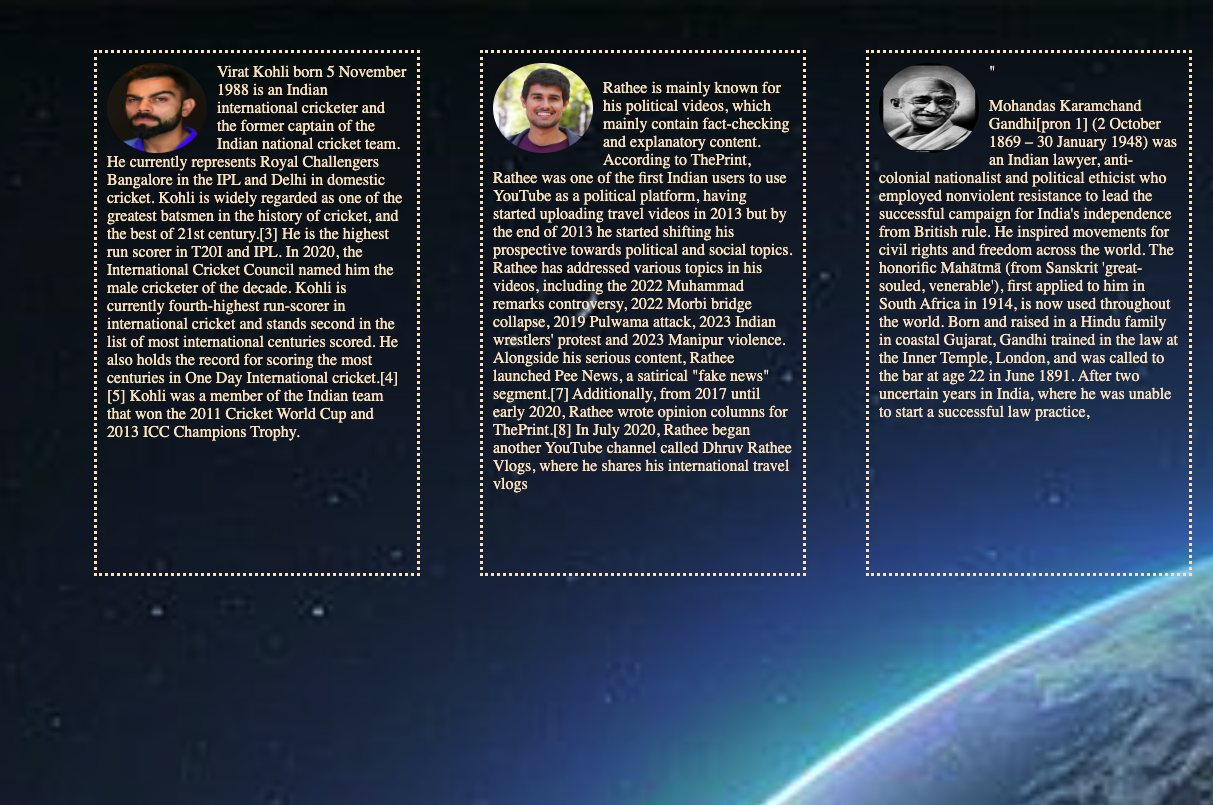 Virat Kohli born 5 November
1988 is an Indian
international cricketer and
the former captain of the
Indian national cricket team.
He currently represents Royal Challengers
Bangalore in the IPL and Delhi in domestic
cricket. Kohli is widely regarded as one of the
greatest batsmen in the history of cricket, and
the best of 21st century.[3] He is the highest
run scorer in T20I and IPL. In 2020, the
International Cricket Council named him the
male cricketer of the decade. Kohli is
currently fourth-highest run-scorer in
international cricket and stands second in the
list of most international centuries scored. He
also holds the record for scoring the most
centuries in One Day International cricket.[4]
[5] Kohli was a member of the Indian team
that won the 2011 Cricket World Cup and
2013 ICC Champions Trophy.
Rathee is mainly known for
his political videos, which
mainly contain fact-checking
and explanatory content.
According to ThePrint,
Rathee was one of the first Indian users to use
YouTube as a political platform, having
started uploading travel videos in 2013 but by
the end of 2013 he started shifting his
prospective towards political and social topics.
Rathee has addressed various topics in his
videos, including the 2022 Muhammad
remarks controversy, 2022 Morbi bridge
collapse, 2019 Pulwama attack, 2023 Indian
wrestlers' protest and 2023 Manipur violence.
Alongside his serious content, Rathee
launched Pee News, a satirical "fake news"
segment.[7] Additionally, from 2017 until
early 2020, Rathee wrote opinion columns for
ThePrint.[8] In July 2020, Rathee began
another YouTube channel called Dhruv Rathee
Vlogs, where he shares his international travel
vlogs
"
Mohandas Karamchand
Gandhi[pron 1] (2 October
1869 – 30 January 1948) was
an Indian lawyer, anti-
colonial nationalist and political ethicist who
employed nonviolent resistance to lead the
successful campaign for India's independence
from British rule. He inspired movements for
civil rights and freedom across the world. The
honorific Mahātmā (from Sanskrit 'great-
souled, venerable'), first applied to him in
South Africa in 1914, is now used throughout
the world. Born and raised in a Hindu family
in coastal Gujarat, Gandhi trained in the law at
the Inner Temple, London, and was called to
the bar at age 22 in June 1891. After two
uncertain years in India, where he was unable
to start a successful law practice,